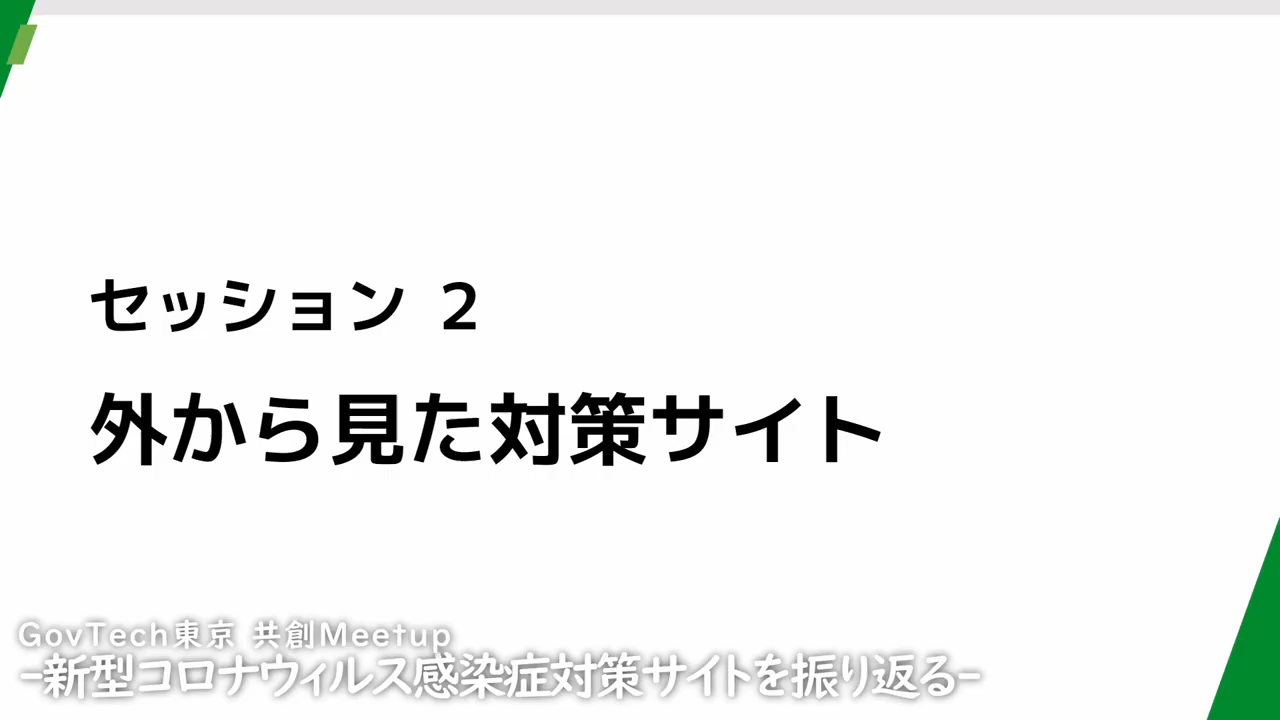 セッション 2
外から見た対策サイト
GovTech東京 共創Meetup
-新型コロナウィルス感染症対策サイトを振り返る-